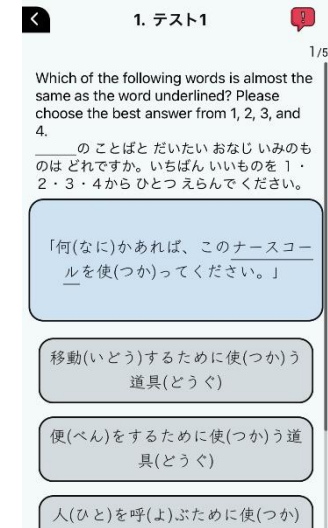 1. テスト1
1/5
Which of the following words is almost the
same as the word underlined? Please
choose the best answer from 1, 2, 3, and
4.
_____の ことばと だいたい おなじ いみのも
のは どれですか。いちばん いいものを 1・
2・3・4から ひとつ えらんで ください。
「何(なに)かあれば、このナースコー
ルを使(つか)ってください。」
移動(いどう)するために使(つか)う
道具(どうぐ)
便(べん)をするために使(つか)う道
具(どうぐ)
人(ひと)を呼(よ)ぶために使(つか)